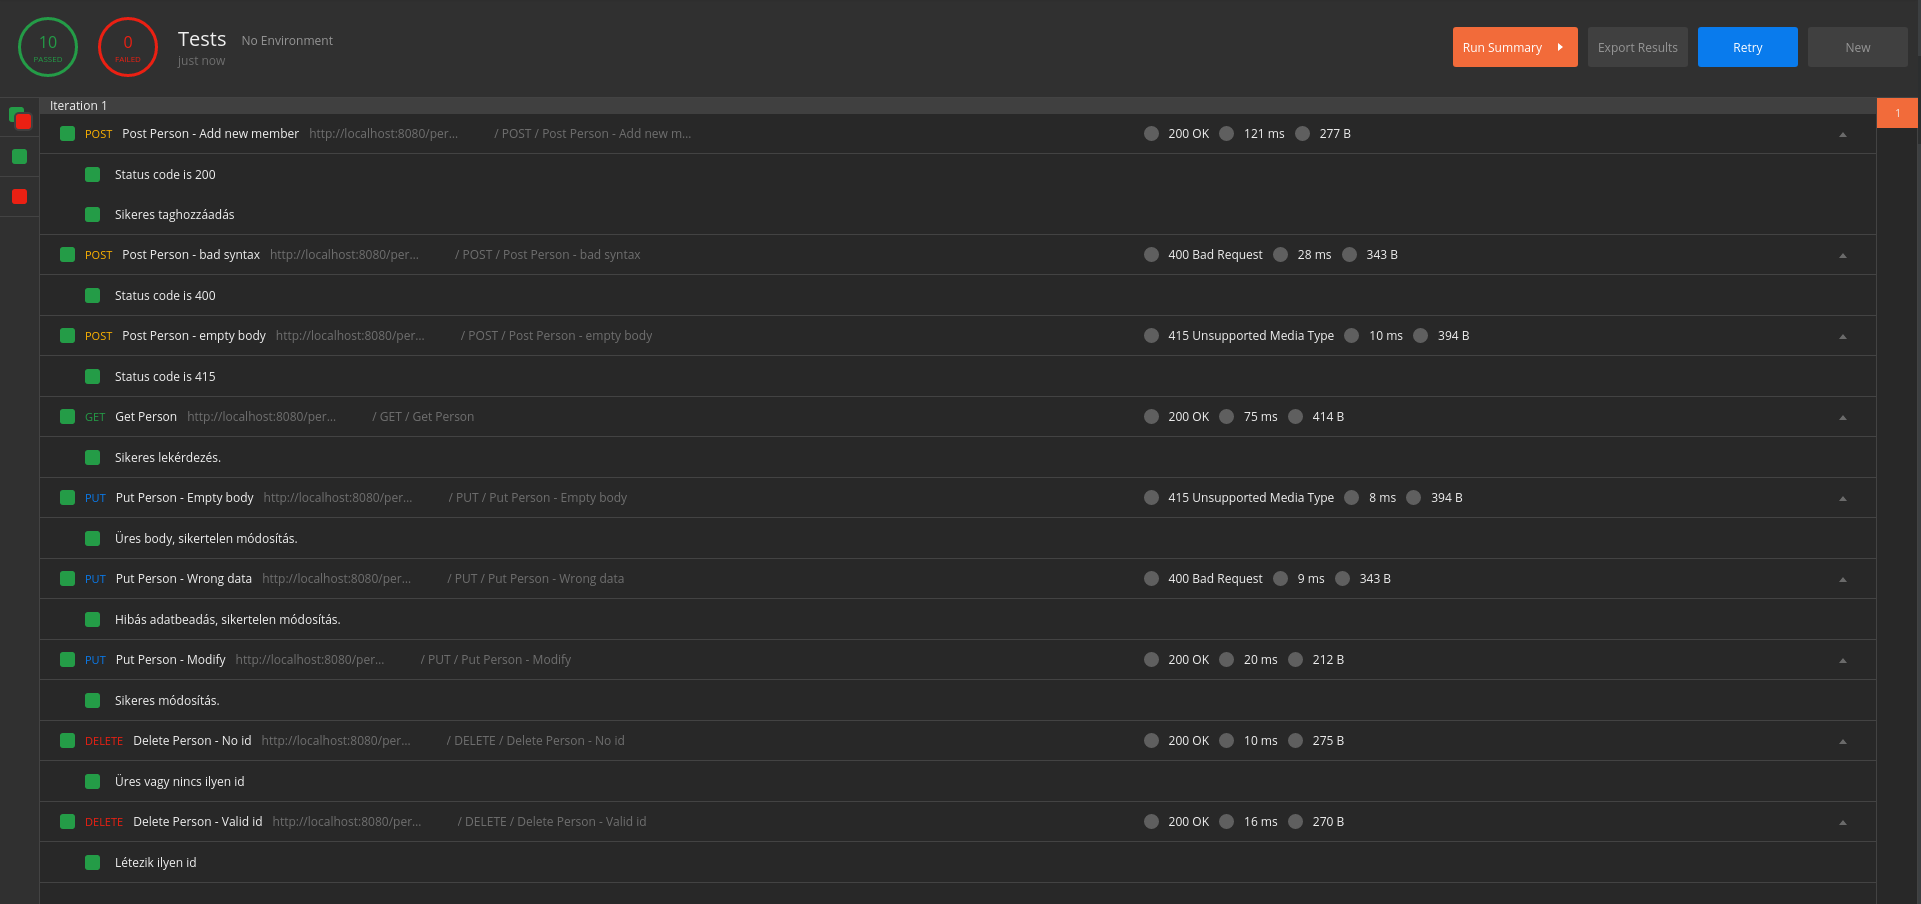 10
PASSED
0
FAILED
Tests No Environment
just now
Run Summary Export Results Retry New
Iteration 1
1
POST Post Person - Add new member http://localhost:8080/per... / POST / Post Person - Add new m... 200 OK 121 ms 277 B
Status code is 200
Sikeres taghozzáadás
POST Post Person - bad syntax http://localhost:8080/per... / POST / Post Person - bad syntax 400 Bad Request 28 ms 343 B
Status code is 400
POST Post Person - empty body http://localhost:8080/per... / POST / Post Person - empty body 415 Unsupported Media Type 10 ms 394 B
Status code is 415
GET Get Person http://localhost:8080/per... / GET / Get Person 200 OK 75 ms 414 B
Sikeres lekérdezés.
PUT Put Person - Empty body http://localhost:8080/per... / PUT / Put Person - Empty body 415 Unsupported Media Type 8 ms 394 B
Üres body, sikertelen módosítás.
PUT Put Person - Wrong data http://localhost:8080/per... / PUT / Put Person - Wrong data 400 Bad Request 9 ms 343 B
Hibás adatbeadás, sikertelen módosítás.
PUT Put Person - Modify http://localhost:8080/per... / PUT / Put Person - Modify 200 OK 20 ms 212 B
Sikeres módosítás.
DELETE Delete Person - No id http://localhost:8080/per... / DELETE / Delete Person - No id 200 OK 10 ms 275 B
Üres vagy nincs ilyen id
DELETE Delete Person - Valid id http://localhost:8080/per... / DELETE / Delete Person - Valid id 200 OK 16 ms 270 B
Létezik ilyen id